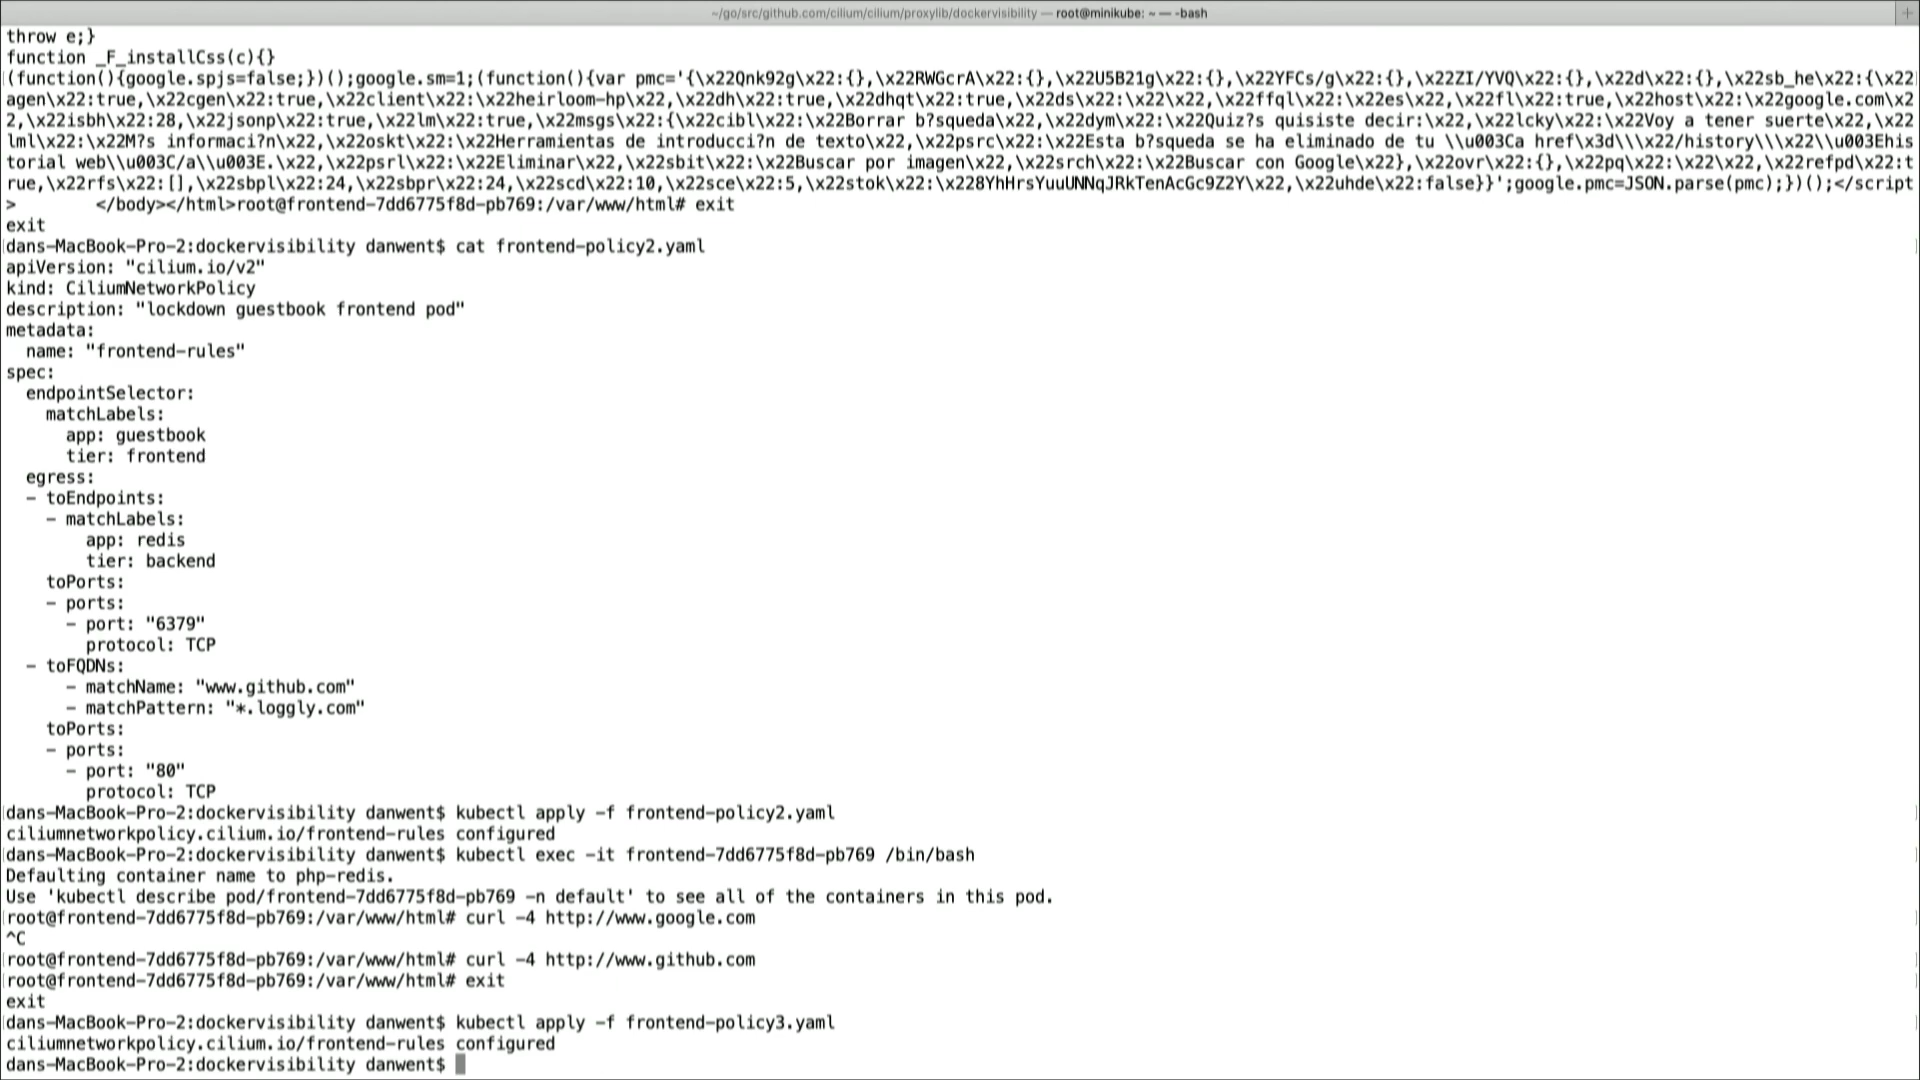 ~/go/src/github.com/cilium/cilium/proxylib/dockervisibility — root@minikube: ~ — -bash
throw e;}
function _F_installCss(c){}
(function(){google.spjs=false;})();google.sm=1;(function(){var pmc='{\x22Qnk92g\x22:{},\x22RWGcrA\x22:{},\x22U5B21g\x22:{},\x22YFCs/g\x22:{},\x22ZI/YVQ\x22:{},\x22d\x22:{},\x22sb_he\x22:{\x22
agen\x22:true,\x22cgen\x22:true,\x22client\x22:\x22heirloom-hp\x22,\x22dh\x22:true,\x22dhqt\x22:true,\x22ds\x22:\x22\x22,\x22ffql\x22:\x22es\x22,\x22fl\x22:true,\x22host\x22:\x22google.com\x2
2,\x22isbh\x22:28,\x22jsonp\x22:true,\x22lm\x22:true,\x22msgs\x22:{\x22cibl\x22:\x22Borrar b?squeda\x22,\x22dym\x22:\x22Quiz?s quisiste decir:\x22,\x22lcky\x22:\x22Voy a tener suerte\x22,\x22
lml\x22:\x22M?s informaci?n\x22,\x22oskt\x22:\x22Herramientas de introducci?n de texto\x22,\x22psrc\x22:\x22Esta b?squeda se ha eliminado de tu \\u003Ca href\x3d\\\x22/history\\\x22\\u003Ehis
torial web\\u003C/a\\u003E.\x22,\x22psrl\x22:\x22Eliminar\x22,\x22sbit\x22:\x22Buscar por imagen\x22,\x22srch\x22:\x22Buscar con Google\x22},\x22ovr\x22:{},\x22pq\x22:\x22\x22,\x22refpd\x22:t
rue,\x22rfs\x22:[],\x22sbpl\x22:24,\x22sbpr\x22:24,\x22scd\x22:10,\x22sce\x22:5,\x22stok\x22:\x228YhHrsYuuUNNqJRkTenAcGc9Z2Y\x22,\x22uhde\x22:false}}';google.pmc=JSON.parse(pmc);})();</script
>        </body></html>root@frontend-7dd6775f8d-pb769:/var/www/html# exit
exit
dans-MacBook-Pro-2:dockervisibility danwent$ cat frontend-policy2.yaml
apiVersion: "cilium.io/v2"
kind: CiliumNetworkPolicy
description: "lockdown guestbook frontend pod"
metadata:
  name: "frontend-rules"
spec:
  endpointSelector:
    matchLabels:
      app: guestbook
      tier: frontend
  egress:
  - toEndpoints:
    - matchLabels:
        app: redis
        tier: backend
    toPorts:
    - ports:
      - port: "6379"
        protocol: TCP
  - toFQDNs:
      - matchName: "www.github.com"
      - matchPattern: "*.loggly.com"
    toPorts:
    - ports:
      - port: "80"
        protocol: TCP
dans-MacBook-Pro-2:dockervisibility danwent$ kubectl apply -f frontend-policy2.yaml
ciliumnetworkpolicy.cilium.io/frontend-rules configured
dans-MacBook-Pro-2:dockervisibility danwent$ kubectl exec -it frontend-7dd6775f8d-pb769 /bin/bash
Defaulting container name to php-redis.
Use 'kubectl describe pod/frontend-7dd6775f8d-pb769 -n default' to see all of the containers in this pod.
root@frontend-7dd6775f8d-pb769:/var/www/html# curl -4 http://www.google.com
^C
root@frontend-7dd6775f8d-pb769:/var/www/html# curl -4 http://www.github.com
root@frontend-7dd6775f8d-pb769:/var/www/html# exit
exit
dans-MacBook-Pro-2:dockervisibility danwent$ kubectl apply -f frontend-policy3.yaml
ciliumnetworkpolicy.cilium.io/frontend-rules configured
dans-MacBook-Pro-2:dockervisibility danwent$